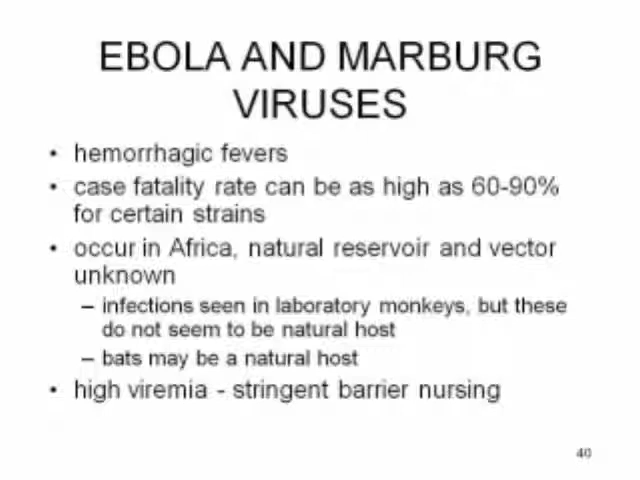 EBOLA AND MARBURG
VIRUSES
• hemorrhagic fevers
• case fatality rate can be as high as 60-90%
for certain strains
• occur in Africa, natural reservoir and vector
unknown
– infections seen in laboratory monkeys, but these
do not seem to be natural host
– bats may be a natural host
• high viremia - stringent barrier nursing
40